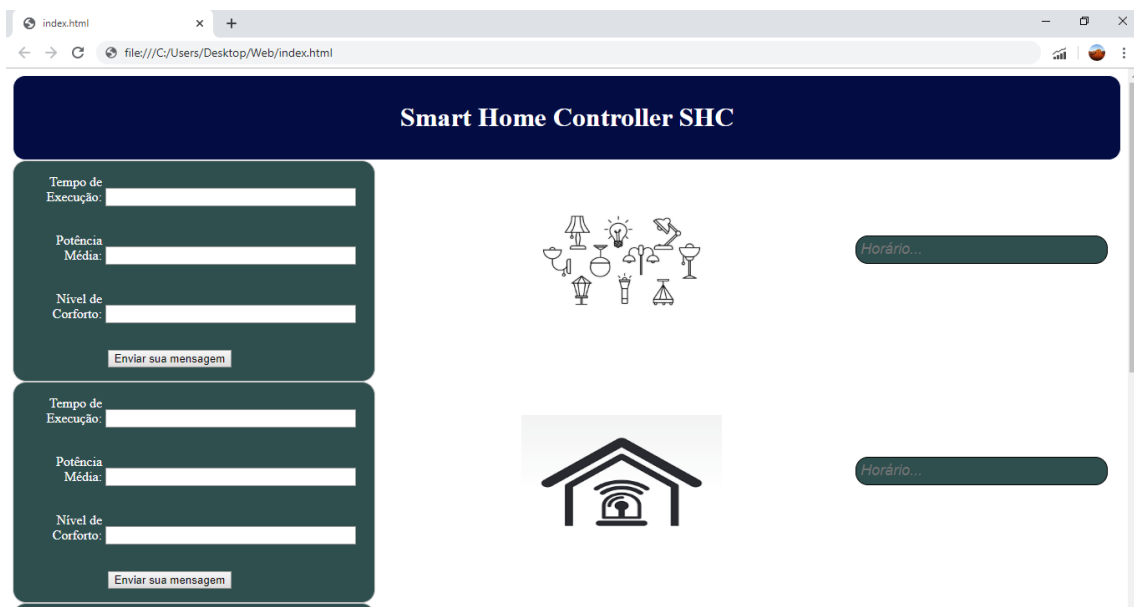 index.html
file:///C:/Users/Desktop/Web/index.html
Smart Home Controller SHC
Tempo de
Execução:
Potência
Média:
Nível de
Corforto:
Enviar sua mensagem
Horário...
Tempo de
Execução:
Potência
Média:
Nível de
Corforto:
Enviar sua mensagem
Horário...